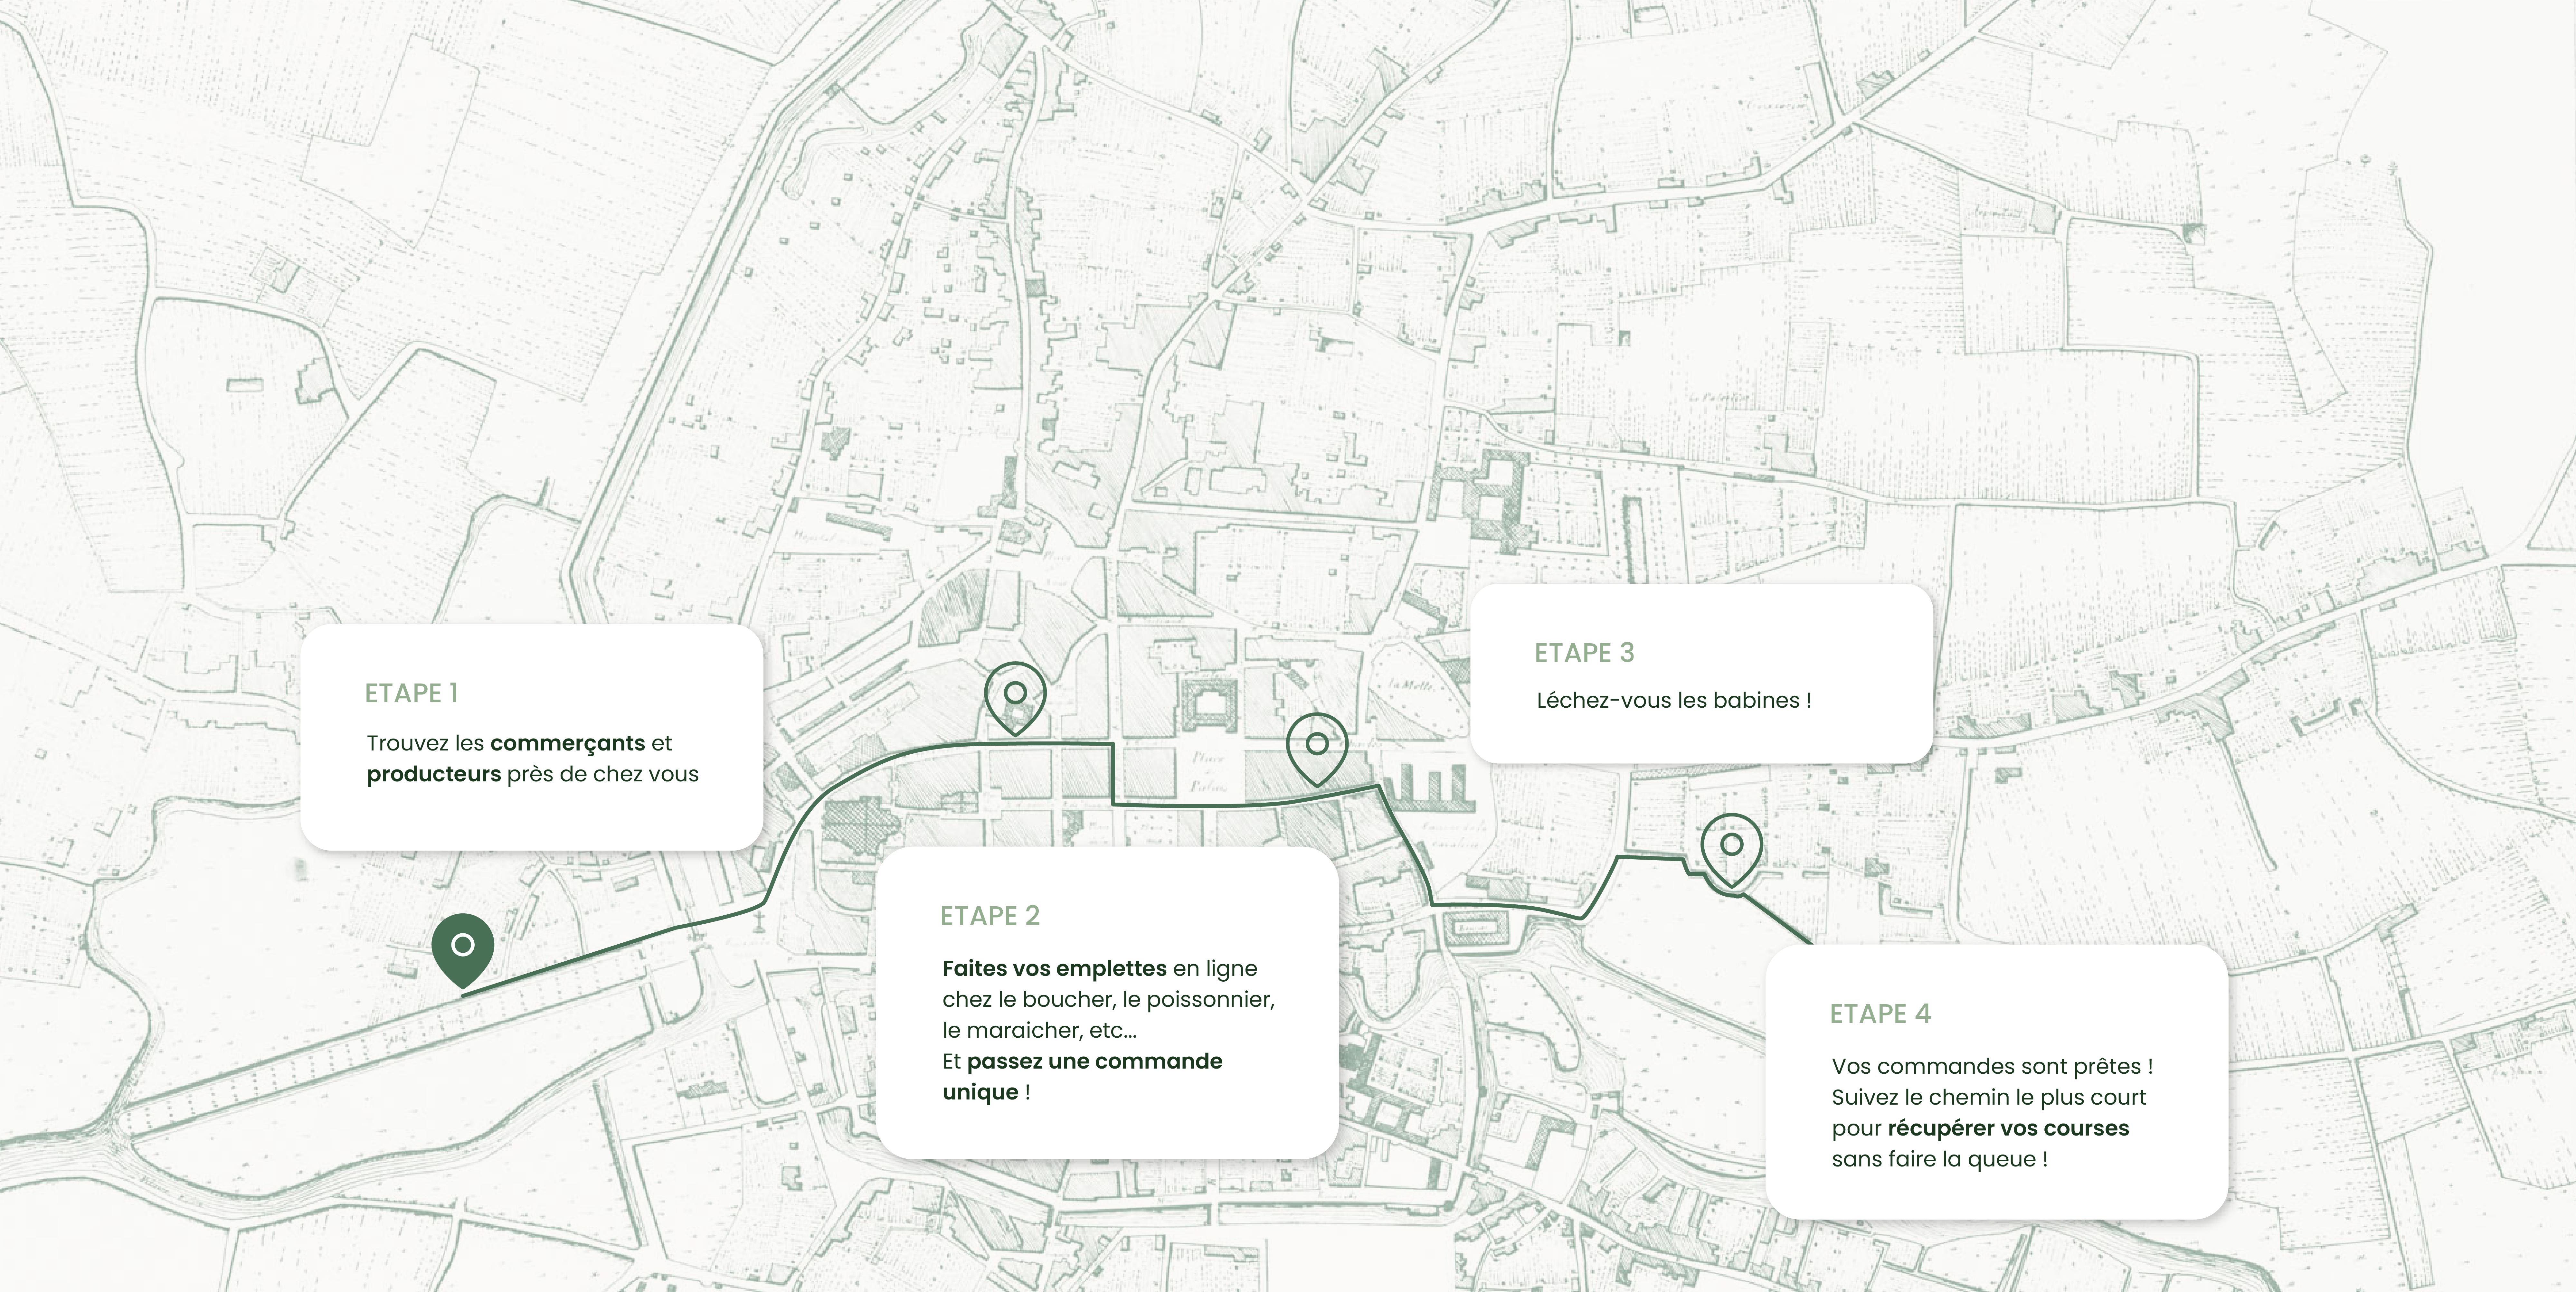 ETAPE 1
Trouvez les commerçants et
producteurs près de chez vous
ETAPE 2
Faites vos emplettes en ligne
chez le boucher, le poissonnier,
le maraicher, etc...
Et passez une commande
unique !
ETAPE 3
Léchez-vous les babines !
ETAPE 4
Vos commandes sont prêtes !
Suivez le chemin le plus court
pour récupérer vos courses
sans faire la queue !
la Motte